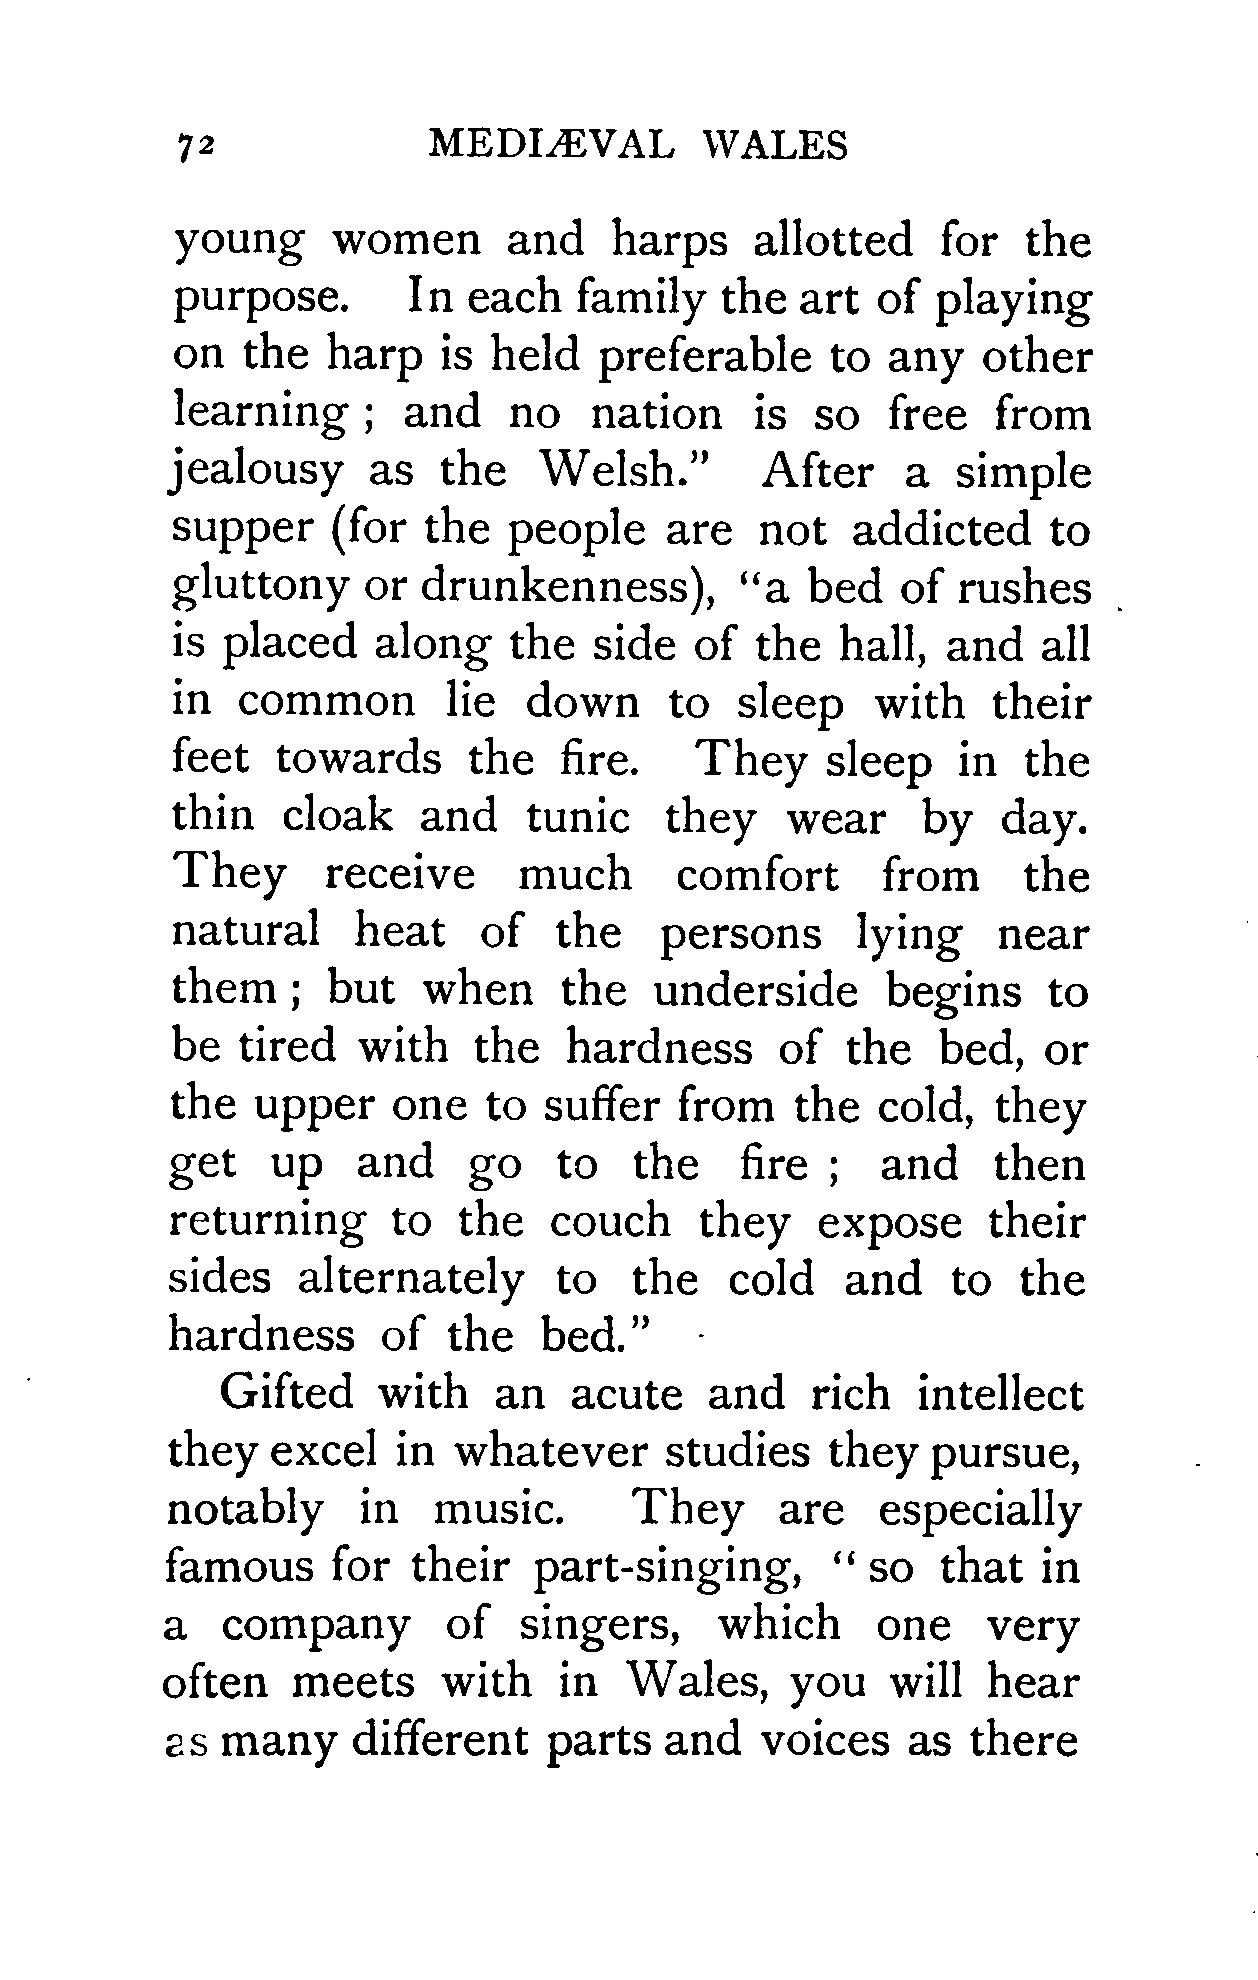 72 MEDIÆVAL WALES
young women and harps allotted for the
purpose. In each family the art of playing
on the harp is held preferable to any other
learning ; and no nation is so free from
jealousy as the Welsh." After a simple
supper (for the people are not addicted to
gluttony or drunkenness), "a bed of rushes
is placed along the side of the hall, and all
in common lie down to sleep with their
feet towards the fire. They sleep in the
thin cloak and tunic they wear by day.
They receive much comfort from the
natural heat of the persons lying near
them ; but when the underside begins to
be tired with the hardness of the bed, or
the upper one to suffer from the cold, they
get up and go to the fire ; and then
returning to the couch they expose their
sides alternately to the cold and to the
hardness of the bed."
Gifted with an acute and rich intellect
they excel in whatever studies they pursue,
notably in music. They are especially
famous for their part-singing, " so that in
a company of singers, which one very
often meets with in Wales, you will hear
as many different parts and voices as there